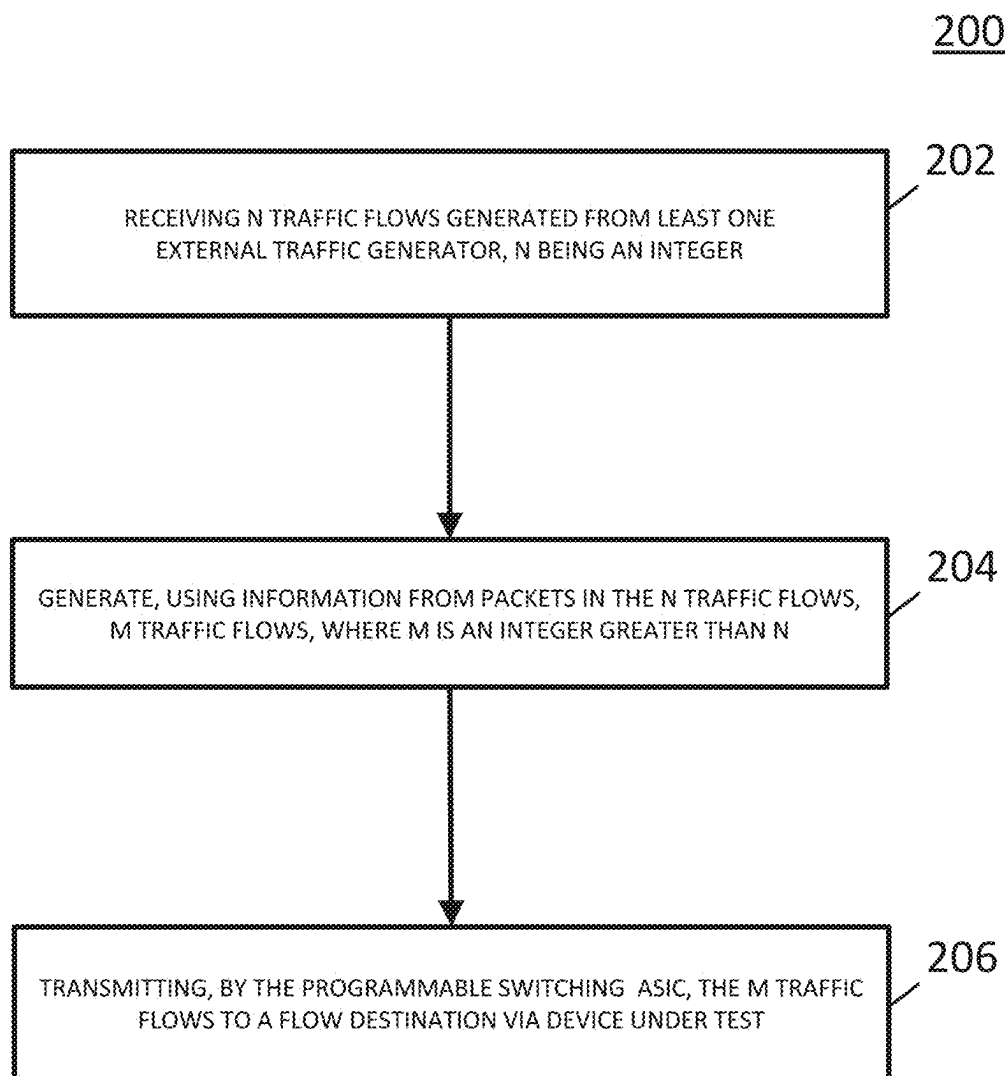 200
202
RECEIVING N TRAFFIC FLOWS GENERATED FROM LEAST ONE
EXTERNAL TRAFFIC GENERATOR, N BEING AN INTEGER
204
GENERATE, USING INFORMATION FROM PACKETS IN THE N TRAFFIC FLOWS,
M TRAFFIC FLOWS, WHERE M IS AN INTEGER GREATER THAN N
206
TRANSMITTING, BY THE PROGRAMMABLE SWITCHING ASIC, THE M TRAFFIC
FLOWS TO A FLOW DESTINATION VIA DEVICE UNDER TEST